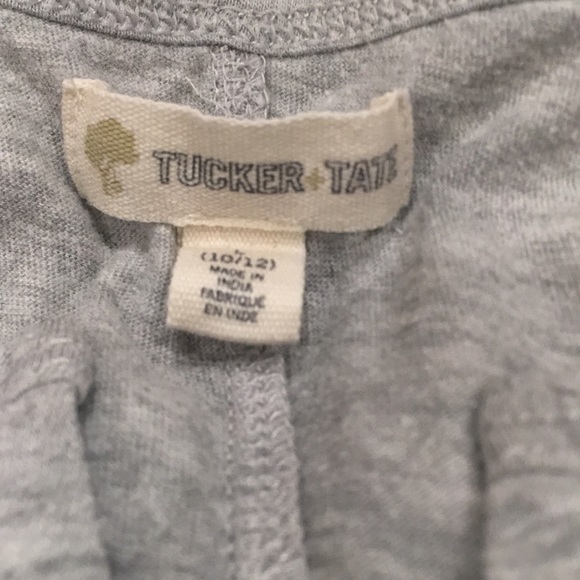 TUCKER+TATE
L
(10/12)
MADE IN
INDIA
FABRIQUÉ
EN INDE